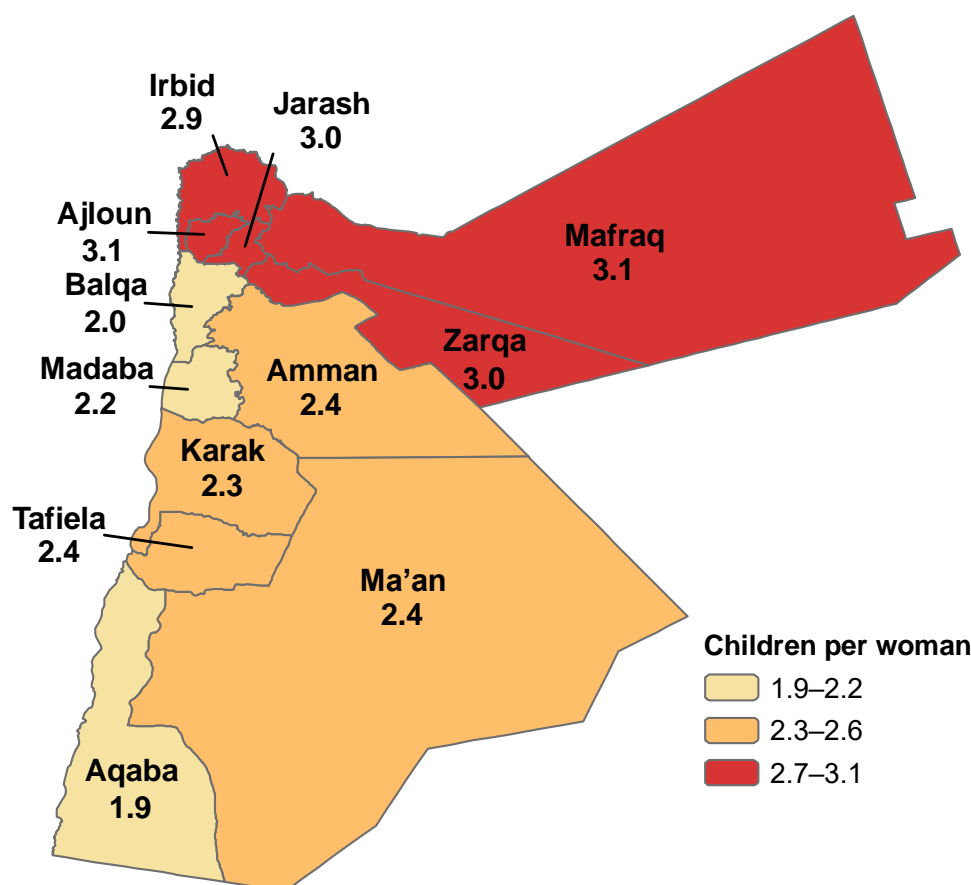 Irbid
2.9
Jarash
3.0
Ajloun
3.1
Mafraq
3.1
Balqa
2.0
Zarqa
3.0
Madaba
2.2
Amman
2.4
Karak
2.3
Tafiela
2.4
Ma’an
2.4
Aqaba
1.9
Children per woman
1.9–2.2
2.3–2.6
2.7–3.1